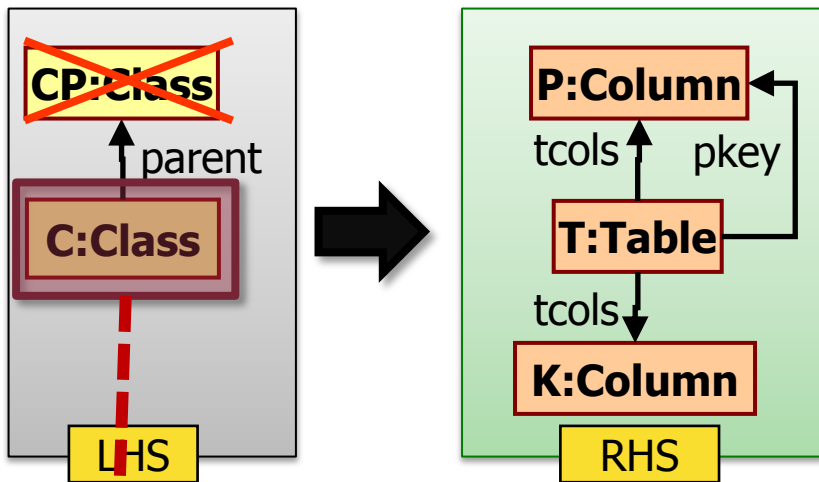 CP:Class
parent
C:Class
LHS
P:Column
tcols
pkey
T:Table
tcols
K:Column
RHS